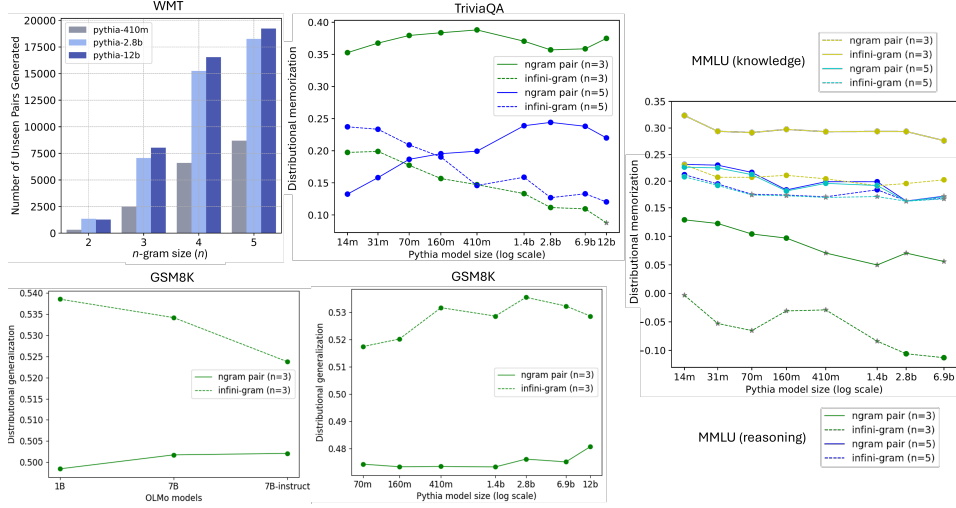 WMT
20000
17500
15000
12500
10000
7500
5000
2500
0
Number of Unseen Pairs Generated
pythia-410m
pythia-2.8b
pythia-12b
2 3 4 5
n-gram size (n)
TriviaQA
0.40
0.35
0.30
0.25
0.20
0.15
0.10
Distributional memorization
ngram pair (n=3)
infini-gram (n=3)
ngram pair (n=5)
infini-gram (n=5)
14m 31m 70m 160m 410m 1.4b 2.8b 6.9b 12b
Pythia model size (log scale)
MMLU (knowledge)
ngram pair (n=3)
infini-gram (n=3)
ngram pair (n=5)
infini-gram (n=5)
0.35
0.30
0.25
0.20
0.15
0.10
0.05
0.00
-0.05
-0.10
Distributional memorization
14m 31m 70m 160m 410m 1.4b 2.8b 6.9b
Pythia model size (log scale)
MMLU (reasoning)
ngram pair (n=3)
infini-gram (n=3)
ngram pair (n=5)
infini-gram (n=5)
GSM8K
0.540
0.535
0.530
0.525
0.520
0.515
0.510
0.505
0.500
Distributional generalization
ngram pair (n=3)
infini-gram (n=3)
1B 7B 7B-instruct
OLMo models
GSM8K
0.53
0.52
0.51
0.50
0.49
0.48
Distributional generalization
ngram pair (n=3)
infini-gram (n=3)
70m 160m 410m 1.4b 2.8b 6.9b 12b
Pythia model size (log scale)